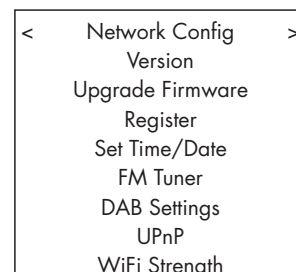 < Network Config >
Version
Upgrade Firmware
Register
Set Time/Date
FM Tuner
DAB Settings
UPnP
WiFi Strength